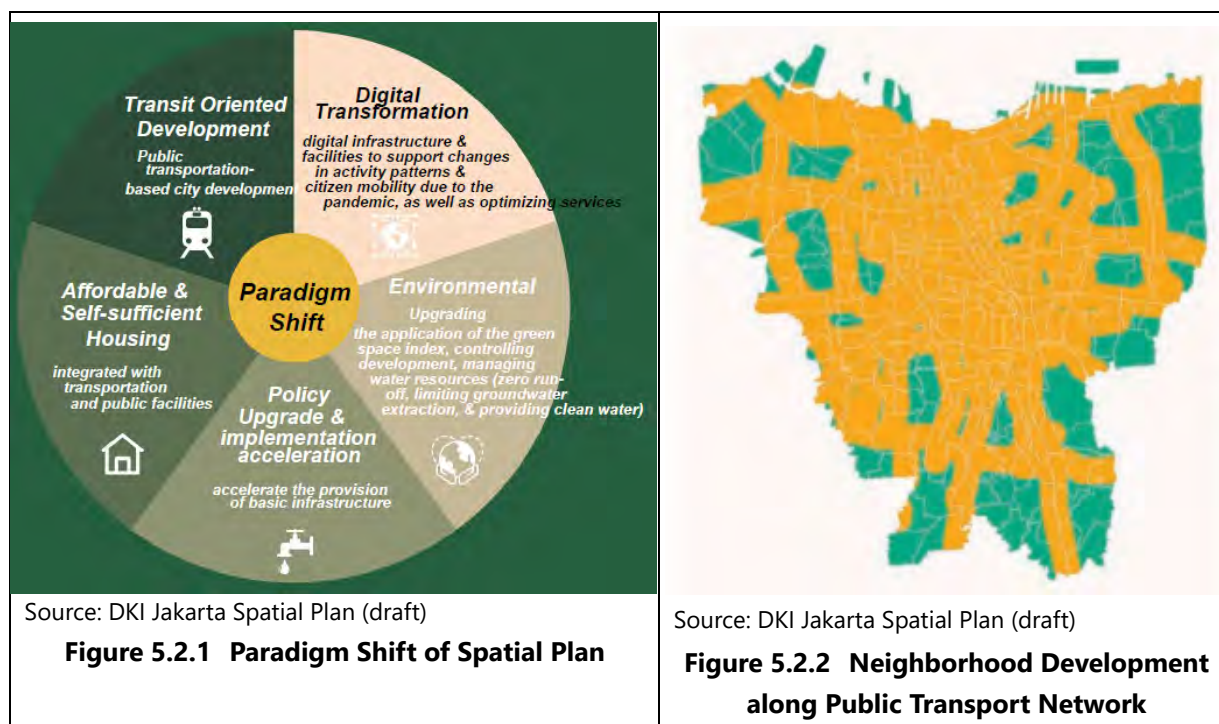 Transit Oriented
Development
Public
transportation-
based city development
Digital
Transformation
digital infrastructure &
facilities to support changes
in activity patterns &
citizen mobility due to the
pandemic, as well as optimizing services
Affordable &
Self-sufficient
Housing
integrated with
transportation
and public facilities
Paradigm
Shift
Environmental
Upgrading
the application of the green
space index, controlling
development, managing
water resources (zero run-
off, limiting groundwater
extraction, & providing clean water)
Policy
Upgrade &
implementation
acceleration
accelerate the provision
of basic infrastructure
Source: DKI Jakarta Spatial Plan (draft)
Figure 5.2.1 Paradigm Shift of Spatial Plan
Source: DKI Jakarta Spatial Plan (draft)
Figure 5.2.2 Neighborhood Development
along Public Transport Network